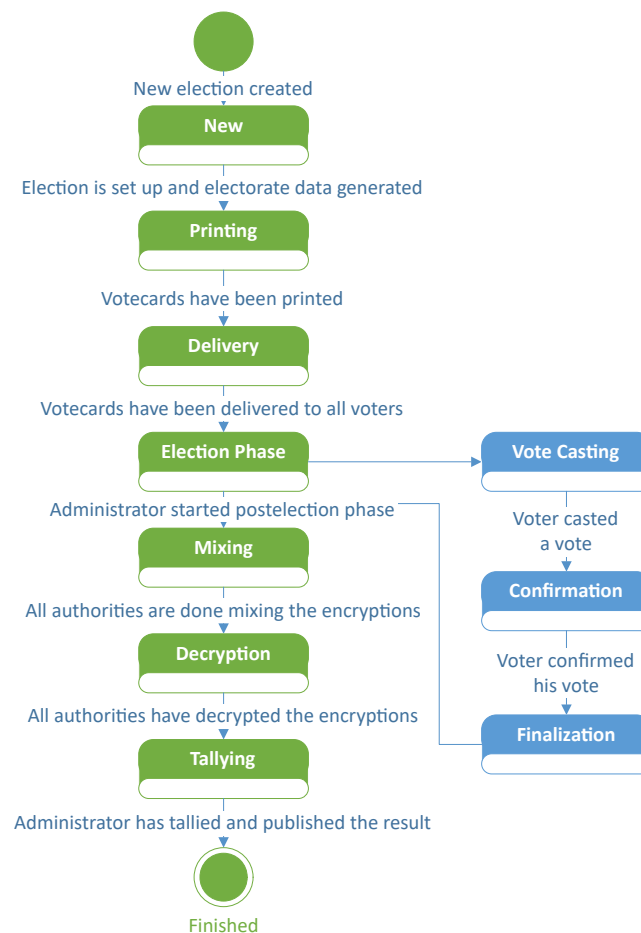 New election created
New
Election is set up and electorate data generated
Printing
Votecards have been printed
Delivery
Votecards have been delivered to all voters
Election Phase
Vote Casting
Administrator started postelection phase
Voter casted
a vote
Mixing
Confirmation
All authorities are done mixing the encryptions
Decryption
Voter confirmed
his vote
All authorities have decrypted the encryptions
Finalization
Tallying
Administrator has tallied and published the result
Finished